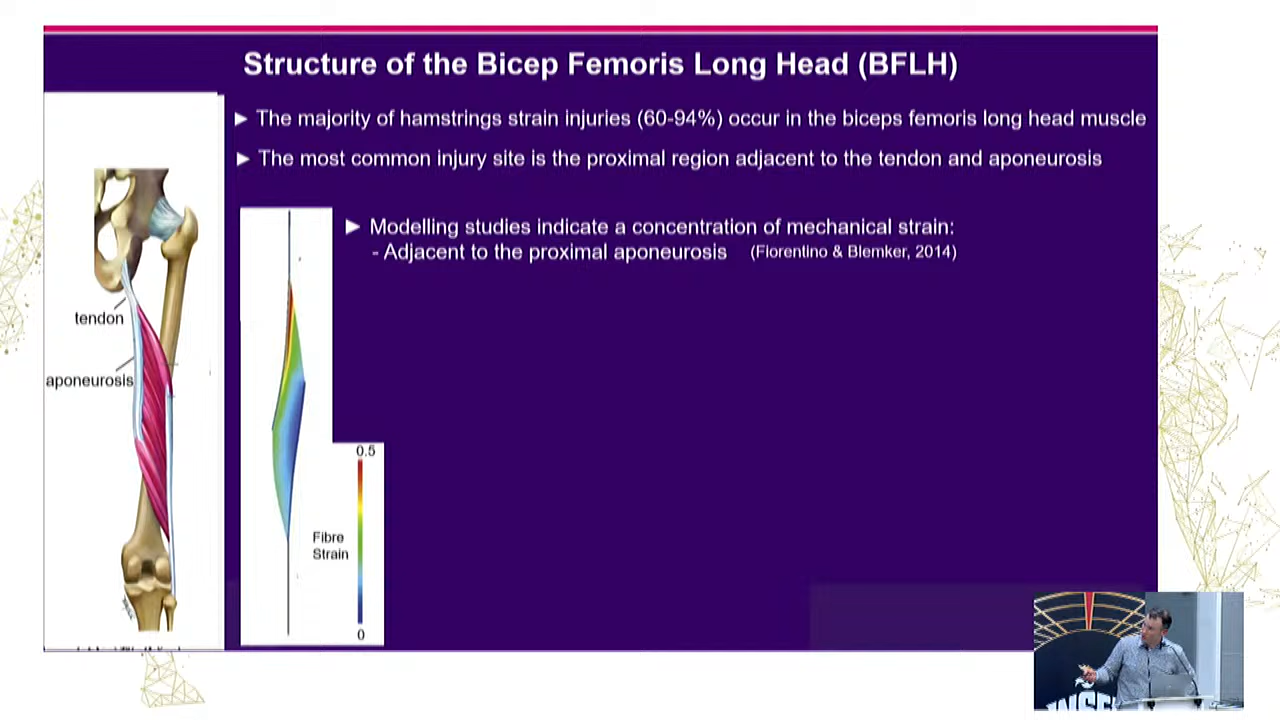 Structure of the Bicep Femoris Long Head (BFLH)
► The majority of hamstrings strain injuries (60-94%) occur in the biceps femoris long head muscle
► The most common injury site is the proximal region adjacent to the tendon and aponeurosis
► Modelling studies indicate a concentration of mechanical strain:
- Adjacent to the proximal aponeurosis (Fiorentino & Blemker, 2014)
tendon
aponeurosis
0.5
Fibre
Strain
0